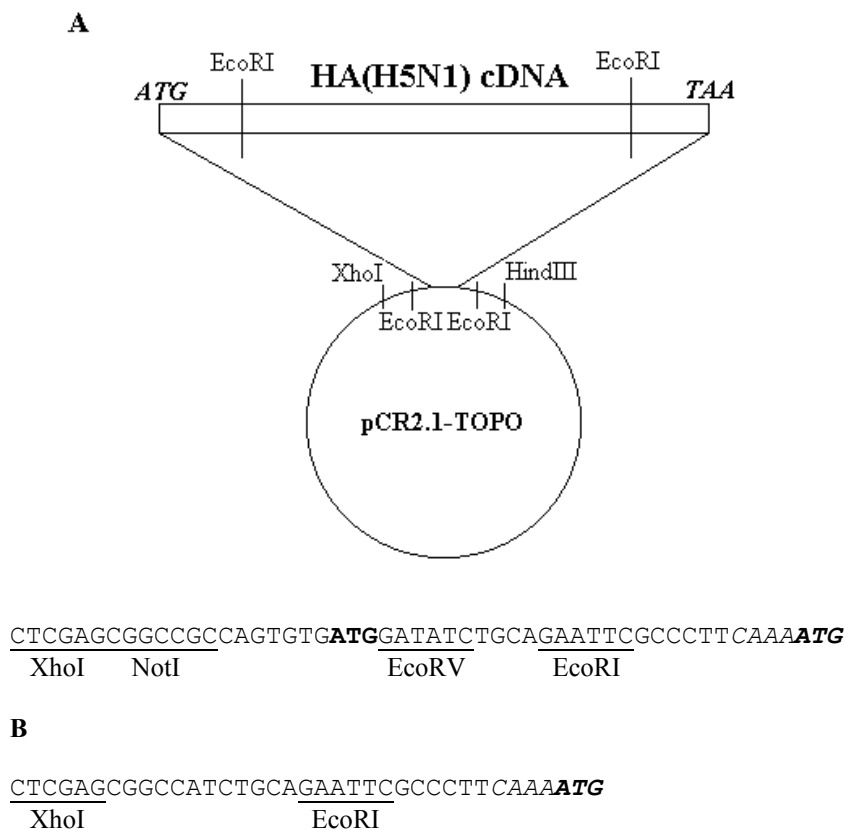 A
EcoRI HA(H5N1) cDNA EcoRI
ATG TAA
XhoI HindIII
EcoRI EcoRI
pCR2.1-TOPO
CTCGAGCGGCCGCCAGTGTGATGGATATCTGCAGAATTCGCCCTTCAAAATG
XhoI NotI EcoRV EcoRI
B
CTCGAGCGGCCATCTGCAGAATTCGCCCTTCAAAATG
XhoI EcoRI